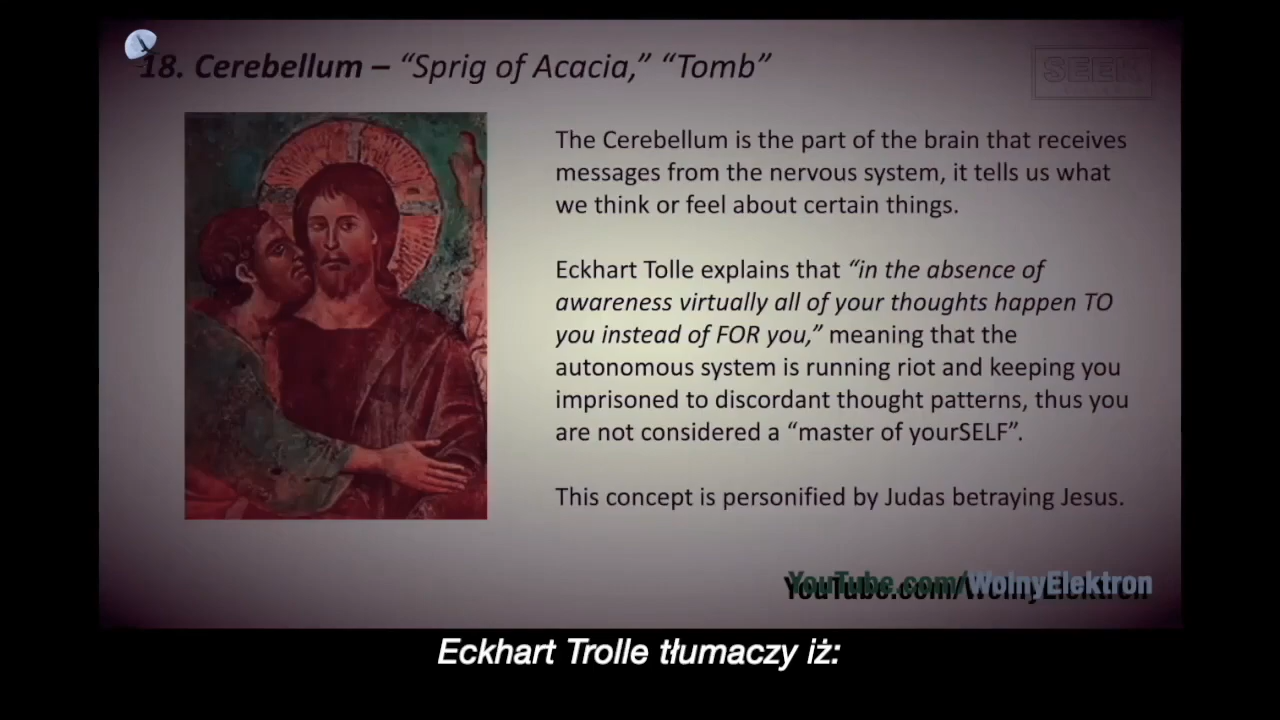 18. Cerebellum – “Sprig of Acacia,” “Tomb”
SEEK
The Cerebellum is the part of the brain that receives
messages from the nervous system, it tells us what
we think or feel about certain things.
Eckhart Tolle explains that “in the absence of
awareness virtually all of your thoughts happen TO
you instead of FOR you,” meaning that the
autonomous system is running riot and keeping you
imprisoned to discordant thought patterns, thus you
are not considered a “master of yourSELF”.
This concept is personified by Judas betraying Jesus.
YouTube.com/WolnyElektron
Eckhart Trolle tłumaczy iż: